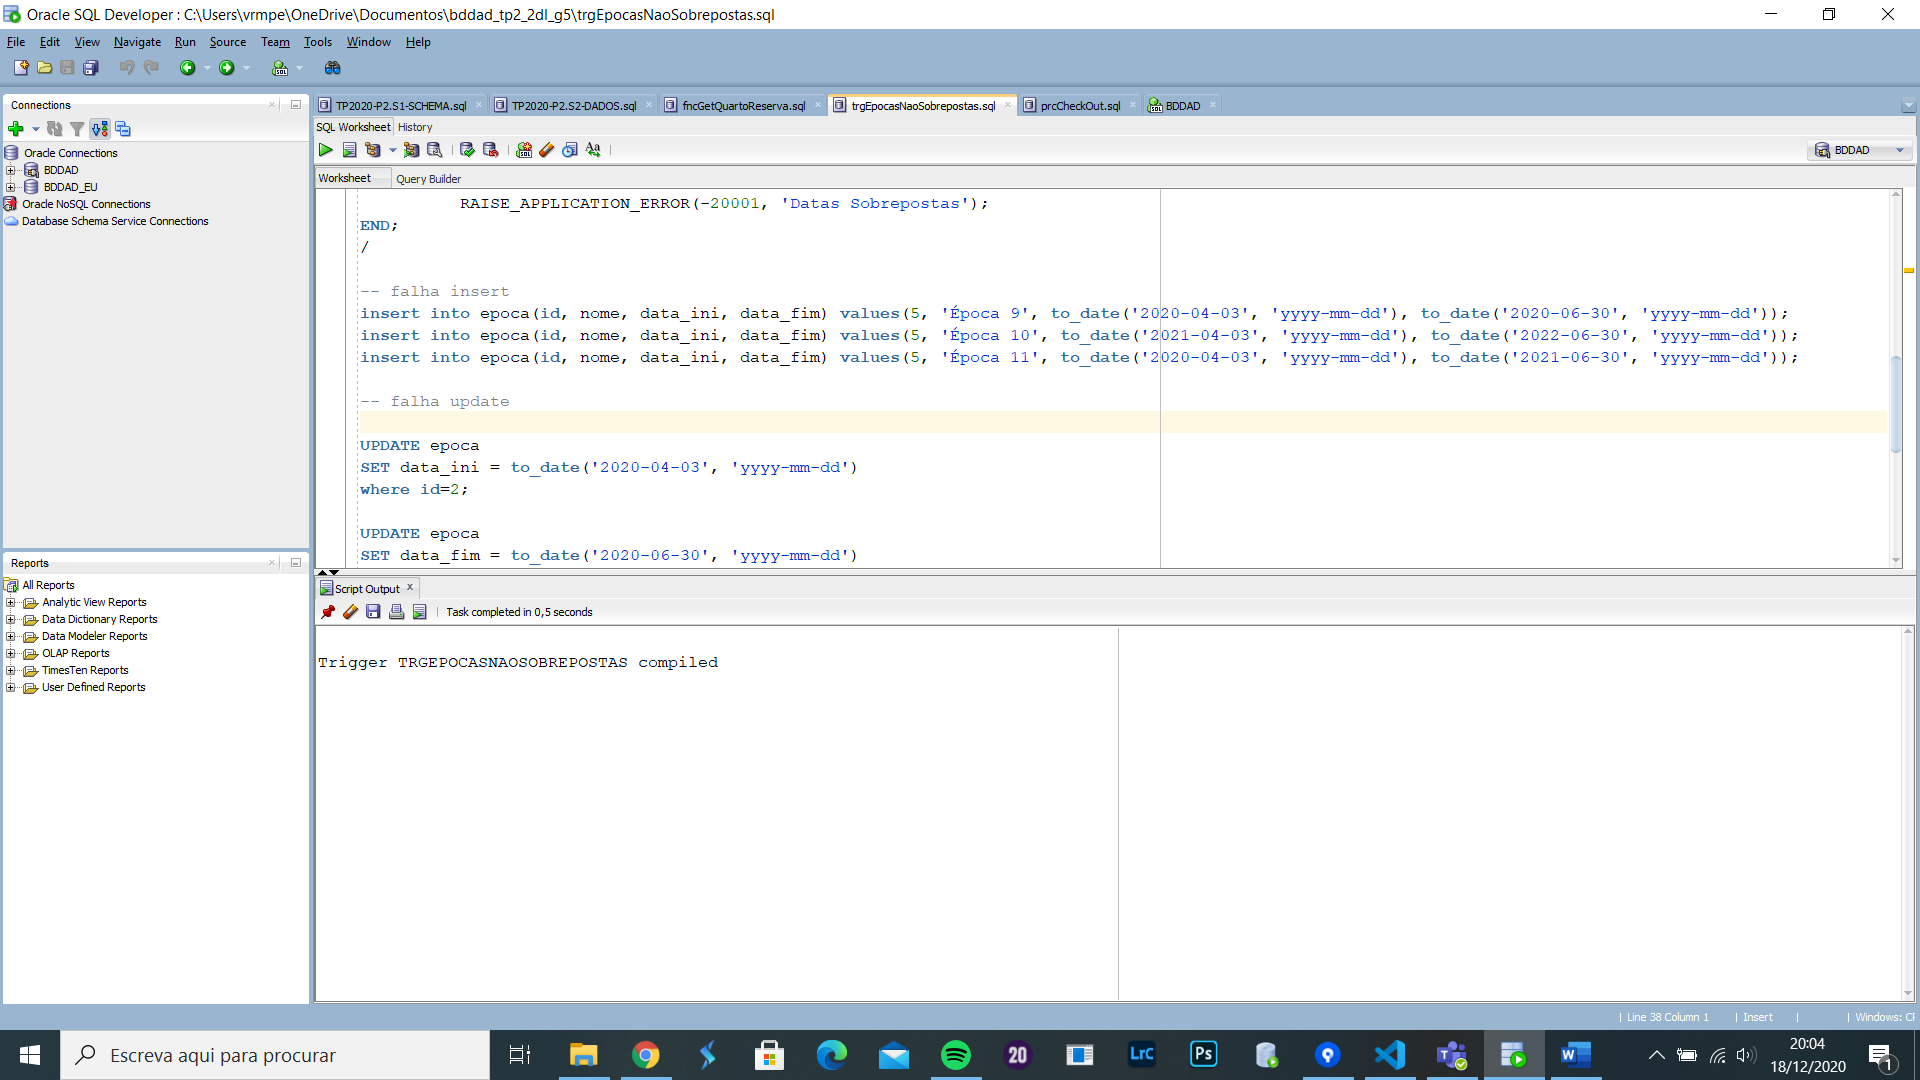 Oracle SQL Developer : C:\Users\vrmpe\OneDrive\Documentos\bddad_tp2_2dl_g5\trgEpocasNaoSobrepostas.sql
File Edit View Navigate Run Source Team Tools Window Help
Connections
Oracle Connections
BDDAD
BDDAD_EU
Oracle NoSQL Connections
Database Schema Service Connections
Reports
All Reports
Analytic View Reports
Data Dictionary Reports
Data Modeler Reports
OLAP Reports
TimesTen Reports
User Defined Reports
TP2020-P2.S1-SCHEMA.sql TP2020-P2.S2-DADOS.sql fncGetQuartoReserva.sql trgEpocasNaoSobrepostas.sql prcCheckOut.sql BDDAD
SQL Worksheet History
BDDAD
Worksheet Query Builder
RAISE_APPLICATION_ERROR(-20001, 'Datas Sobrepostas');
END;
/
-- falha insert
insert into epoca(id, nome, data_ini, data_fim) values(5, 'Época 9', to_date('2020-04-03', 'yyyy-mm-dd'), to_date('2020-06-30', 'yyyy-mm-dd'));
insert into epoca(id, nome, data_ini, data_fim) values(5, 'Época 10', to_date('2021-04-03', 'yyyy-mm-dd'), to_date('2022-06-30', 'yyyy-mm-dd'));
insert into epoca(id, nome, data_ini, data_fim) values(5, 'Época 11', to_date('2020-04-03', 'yyyy-mm-dd'), to_date('2021-06-30', 'yyyy-mm-dd'));
-- falha update
UPDATE epoca
SET data_ini = to_date('2020-04-03', 'yyyy-mm-dd')
where id=2;
UPDATE epoca
SET data_fim = to_date('2020-06-30', 'yyyy-mm-dd')
Script Output
Task completed in 0,5 seconds
Trigger TRGEPOCASNAOSOBREPOSTAS compiled
Line 38 Column 1 Insert Windows: CF
Escreva aqui para procurar
20
LrC
Ps
20:04
18/12/2020
1